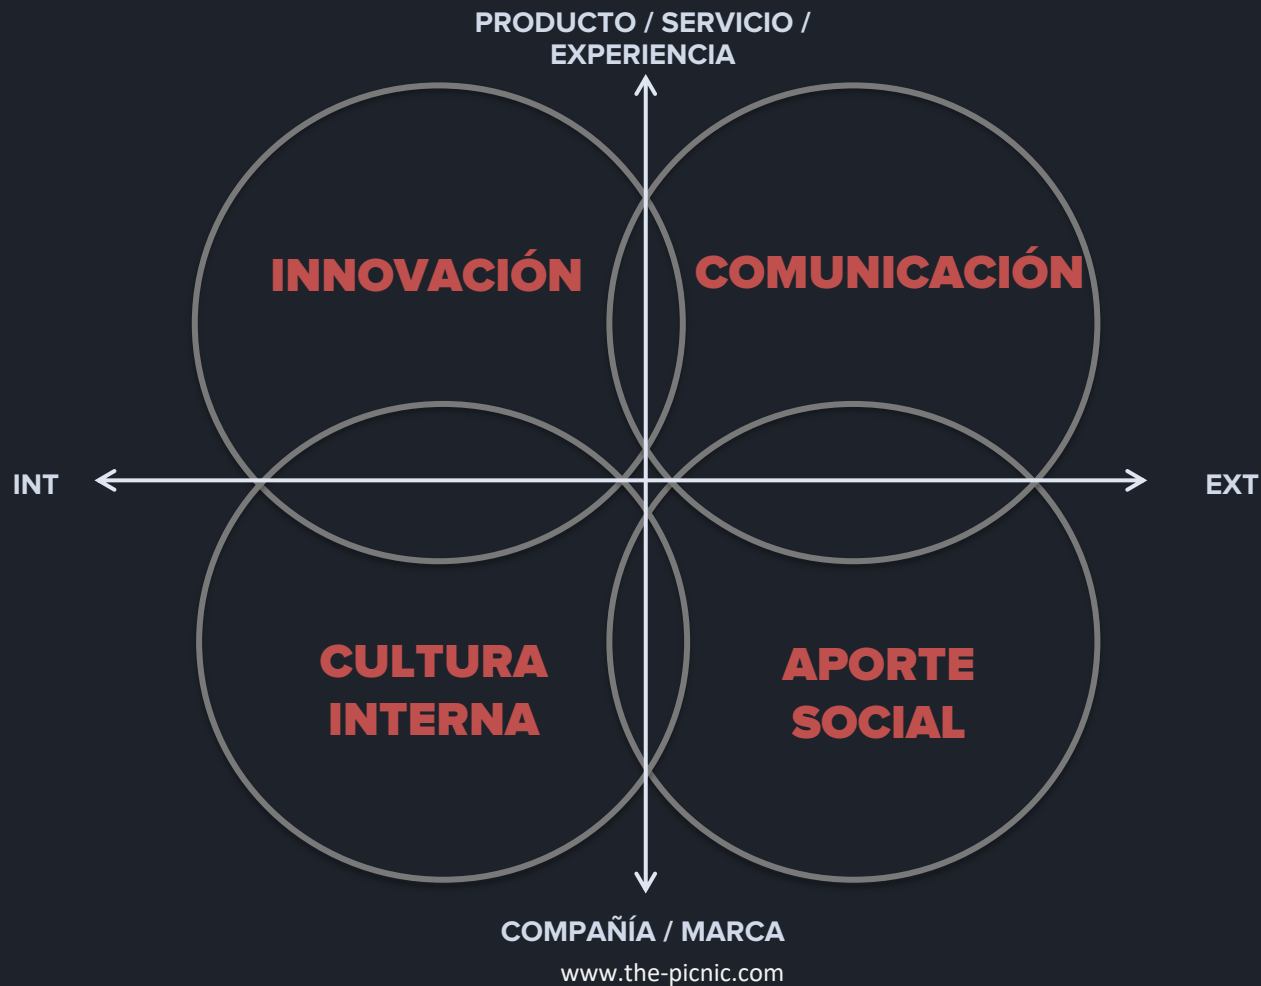 PRODUCTO / SERVICIO /
EXPERIENCIA
INNOVACIÓN
COMUNICACIÓN
INT
EXT
CULTURA
INTERNA
APORTE
SOCIAL
COMPAÑÍA / MARCA
www.the-picnic.com